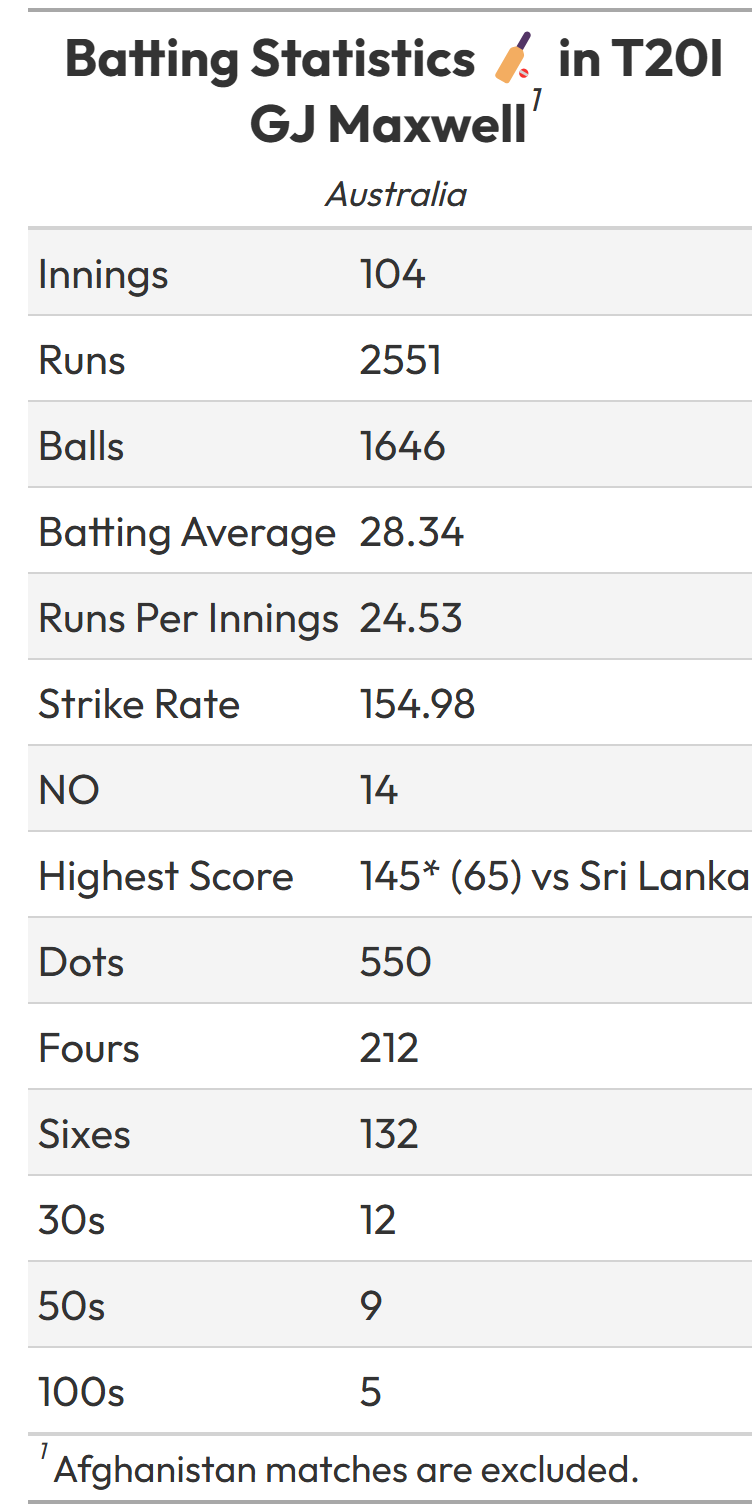 Batting Statistics 🏏 in T20I
GJ Maxwell¹
Australia
Innings 104
Runs 2551
Balls 1646
Batting Average 28.34
Runs Per Innings 24.53
Strike Rate 154.98
NO 14
Highest Score 145* (65) vs Sri Lanka
Dots 550
Fours 212
Sixes 132
30s 12
50s 9
100s 5
¹ Afghanistan matches are excluded.